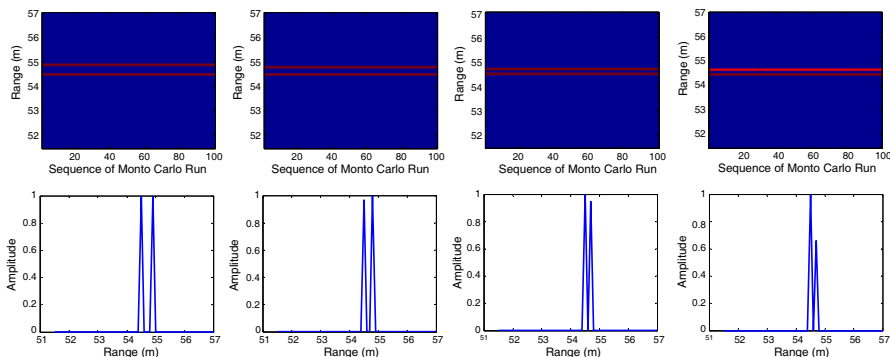 57 57 57 57
56 56 56 56
55 55 55 55
54 54 54 54
53 53 53 53
52 52 52 52
Range (m) Range (m) Range (m) Range (m)
20 40 60 80 100 20 40 60 80 100 20 40 60 80 100 20 40 60 80 100
Sequence of Monto Carlo Run Sequence of Monto Carlo Run Sequence of Monto Carlo Run Sequence of Monto Carlo Run
1 1 1 1
0.8 0.8 0.8 0.8
0.6 0.6 0.6 0.6
0.4 0.4 0.4 0.4
0.2 0.2 0.2 0.2
0 0 0 0
Amplitude Amplitude Amplitude Amplitude
51 52 53 54 55 56 57 51 52 53 54 55 56 57 51 52 53 54 55 56 57 51 52 53 54 55 56 57
Range (m) Range (m) Range (m) Range (m)